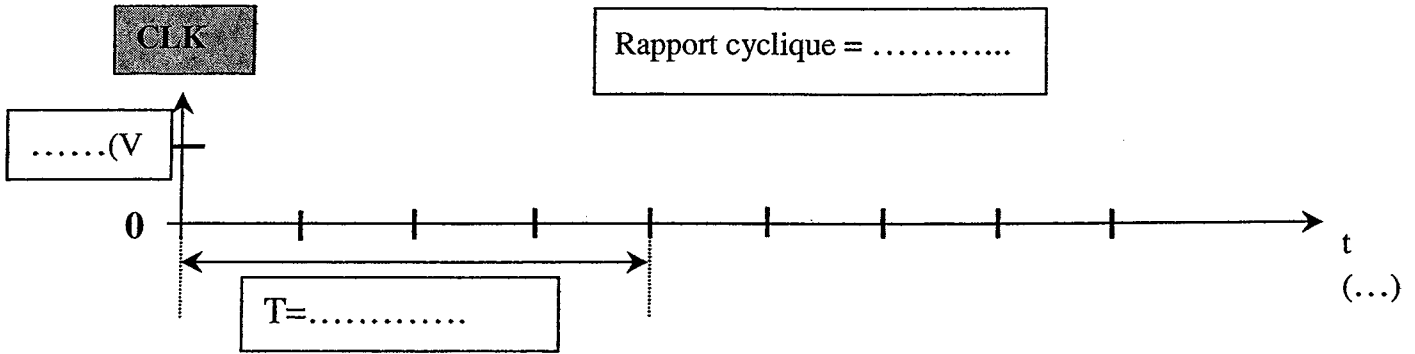 CLK
Rapport cyclique = …………...
……(V
0
t
(…)
T=………….